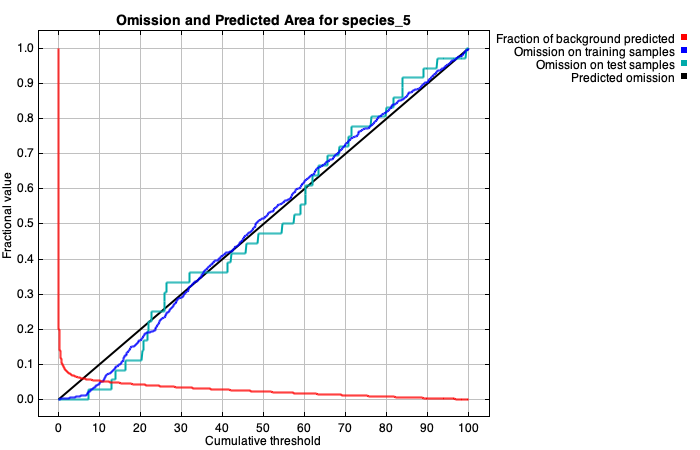 Omission and Predicted Area for species_5
Fraction of background predicted
Omission on training samples
Omission on test samples
Predicted omission
1.0
0.9
0.8
0.7
0.6
0.5
0.4
0.3
0.2
0.1
0.0
Fractional value
0 10 20 30 40 50 60 70 80 90 100
Cumulative threshold